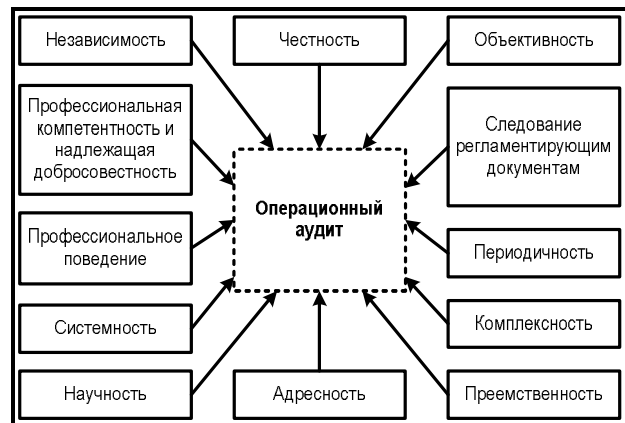 Независимость
Честность
Объективность
Профессиональная
компетентность и
надлежащая
добросовестность
Следование
регламентирующим
документам
Операционный
аудит
Профессиональное
поведение
Периодичность
Системность
Комплексность
Научность
Адресность
Преемственность